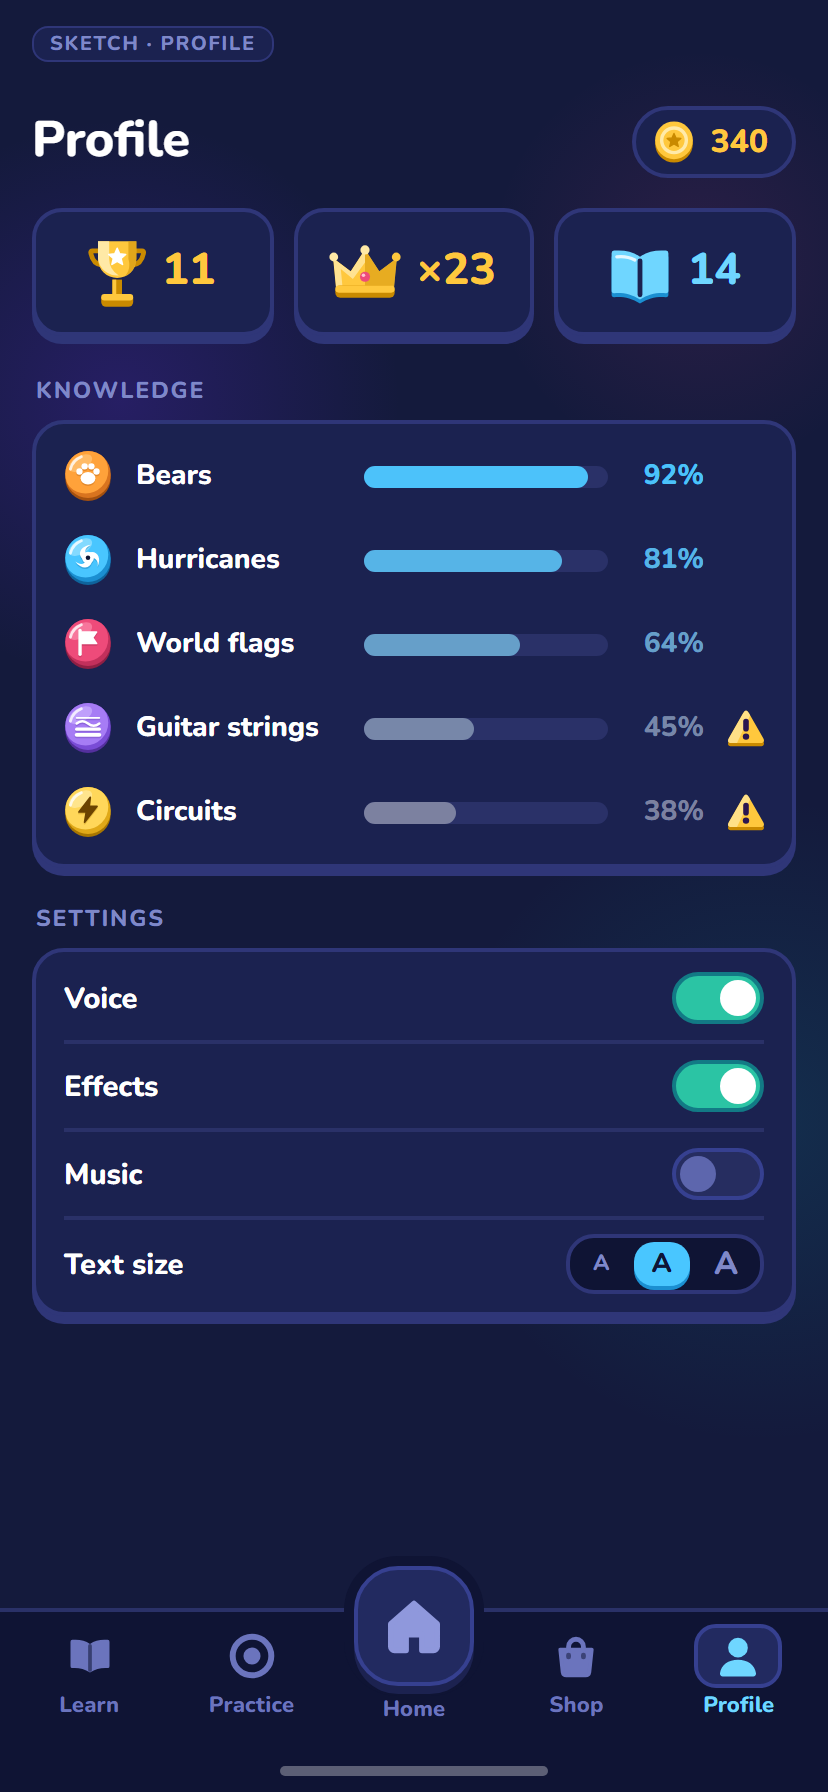 SKETCH · PROFILE
Profile
340
11
×23
14
KNOWLEDGE
Bears
92%
Hurricanes
81%
World flags
64%
Guitar strings
45%
Circuits
38%
SETTINGS
Voice
Effects
Music
Text size
A A A
Learn
Practice
Home
Shop
Profile